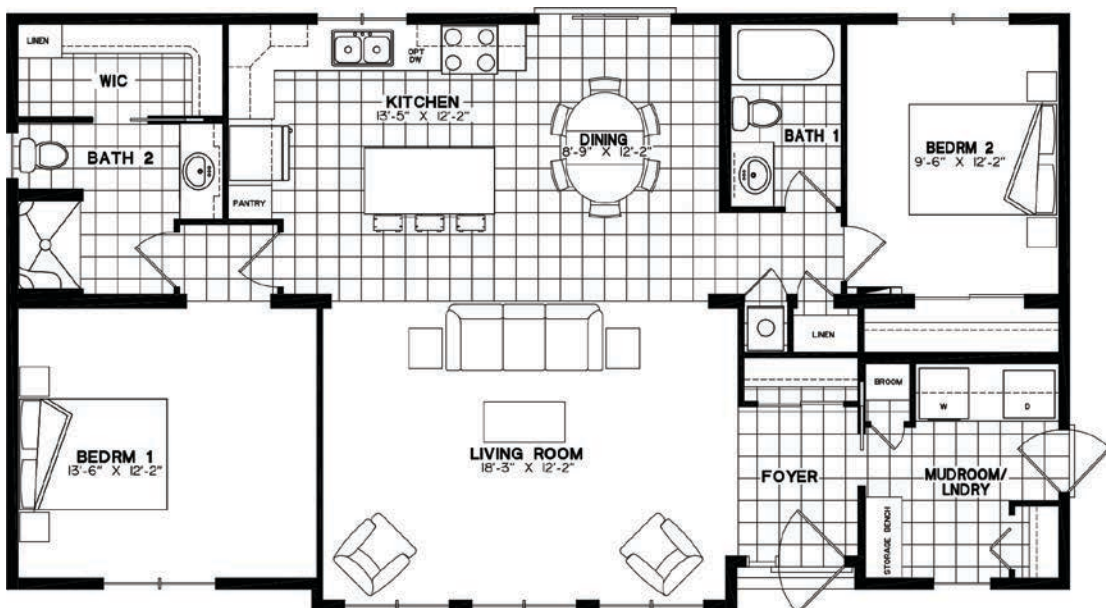 LINEN
WIC
BATH 2
KITCHEN
13'-5" X 12'-2"
OPT
DW
PANTRY
DINING
8'-9" X 12'-2"
BATH 1
BEDRM 2
9'-6" X 12'-2"
LINEN
BROOM
W
D
BEDRM 1
13'-6" X 12'-2"
LIVING ROOM
18'-3" X 12'-2"
FOYER
MUDROOM/
LNDRY
STORAGE BENCH